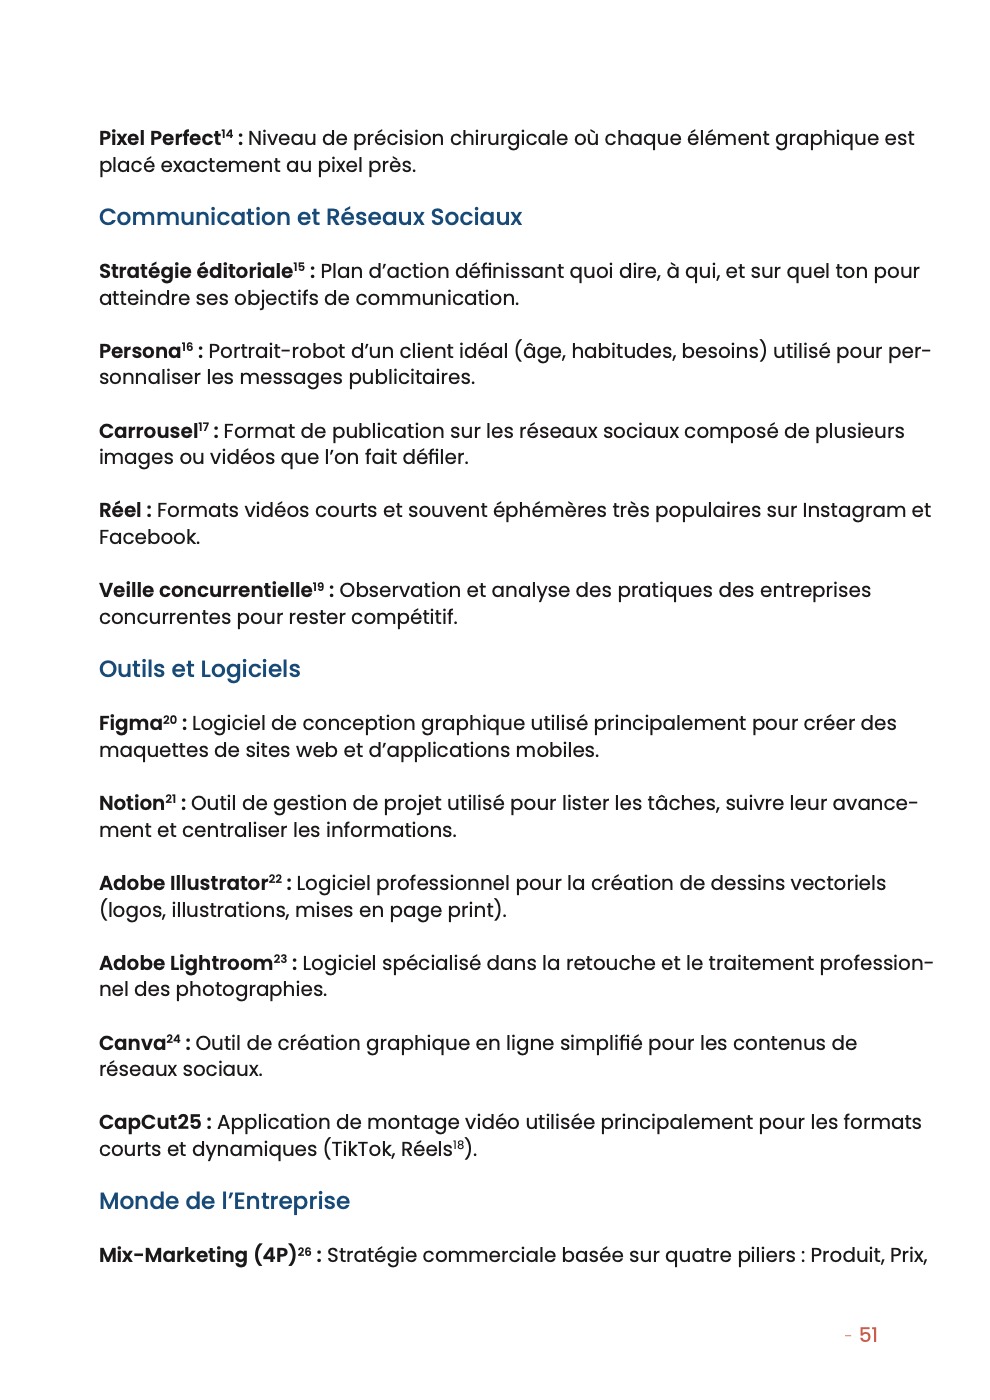 Pixel Perfect¹⁴ : Niveau de précision chirurgicale où chaque élément graphique est
placé exactement au pixel près.
Communication et Réseaux Sociaux
Stratégie éditoriale¹⁵ : Plan d’action définissant quoi dire, à qui, et sur quel ton pour
atteindre ses objectifs de communication.
Persona¹⁶ : Portrait-robot d’un client idéal (âge, habitudes, besoins) utilisé pour per-
sonnaliser les messages publicitaires.
Carrousel¹⁷ : Format de publication sur les réseaux sociaux composé de plusieurs
images ou vidéos que l’on fait défiler.
Réel : Formats vidéos courts et souvent éphémères très populaires sur Instagram et
Facebook.
Veille concurrentielle¹⁹ : Observation et analyse des pratiques des entreprises
concurrentes pour rester compétitif.
Outils et Logiciels
Figma²⁰ : Logiciel de conception graphique utilisé principalement pour créer des
maquettes de sites web et d’applications mobiles.
Notion²¹ : Outil de gestion de projet utilisé pour lister les tâches, suivre leur avance-
ment et centraliser les informations.
Adobe Illustrator²² : Logiciel professionnel pour la création de dessins vectoriels
(logos, illustrations, mises en page print).
Adobe Lightroom²³ : Logiciel spécialisé dans la retouche et le traitement profession-
nel des photographies.
Canva²⁴ : Outil de création graphique en ligne simplifié pour les contenus de
réseaux sociaux.
CapCut25 : Application de montage vidéo utilisée principalement pour les formats
courts et dynamiques (TikTok, Réels¹⁸).
Monde de l’Entreprise
Mix-Marketing (4P)²⁶ : Stratégie commerciale basée sur quatre piliers : Produit, Prix,
- 51